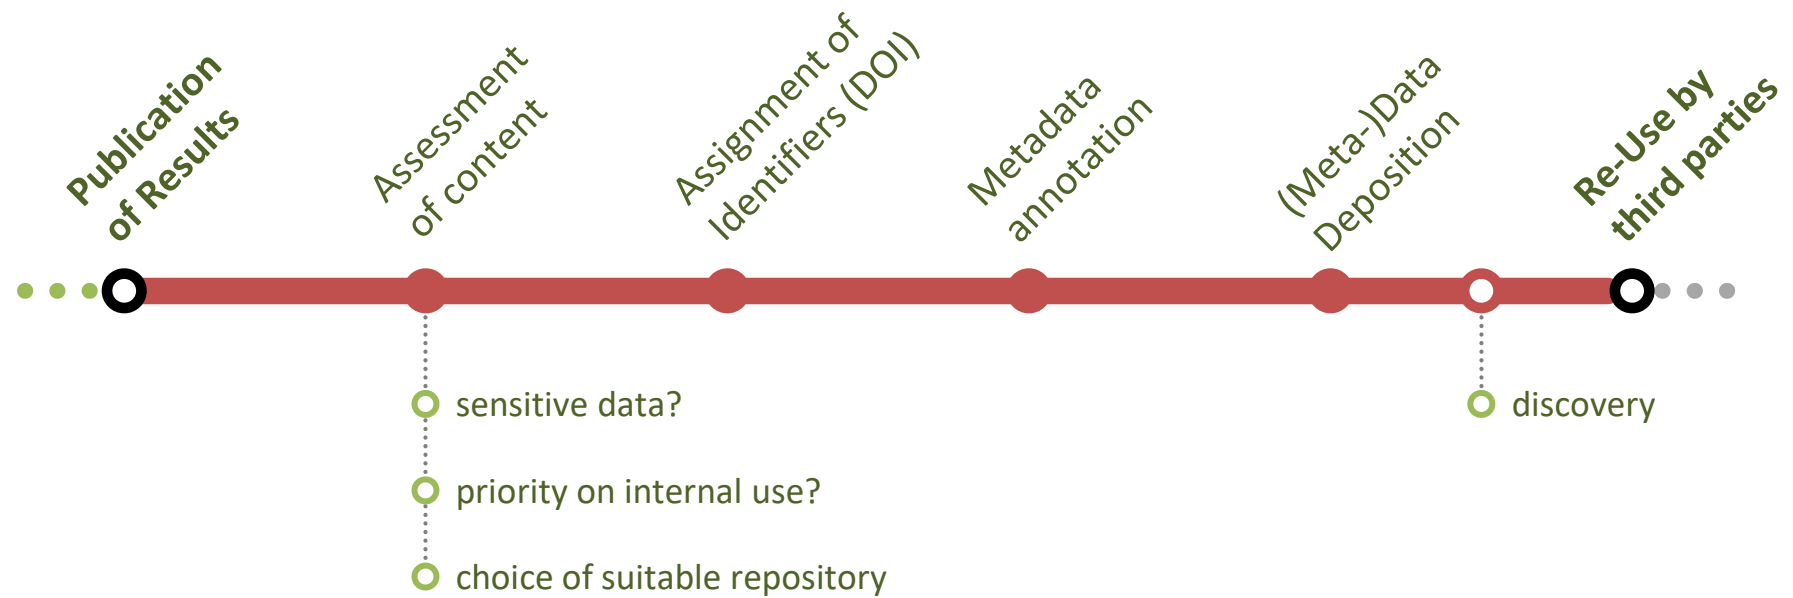 Publication
of Results
Assessment
of content
Assignment of
Identifiers (DOI)
Metadata
annotation
(Meta-)Data
Deposition
Re-Use by
third parties
sensitive data?
priority on internal use?
choice of suitable repository
discovery